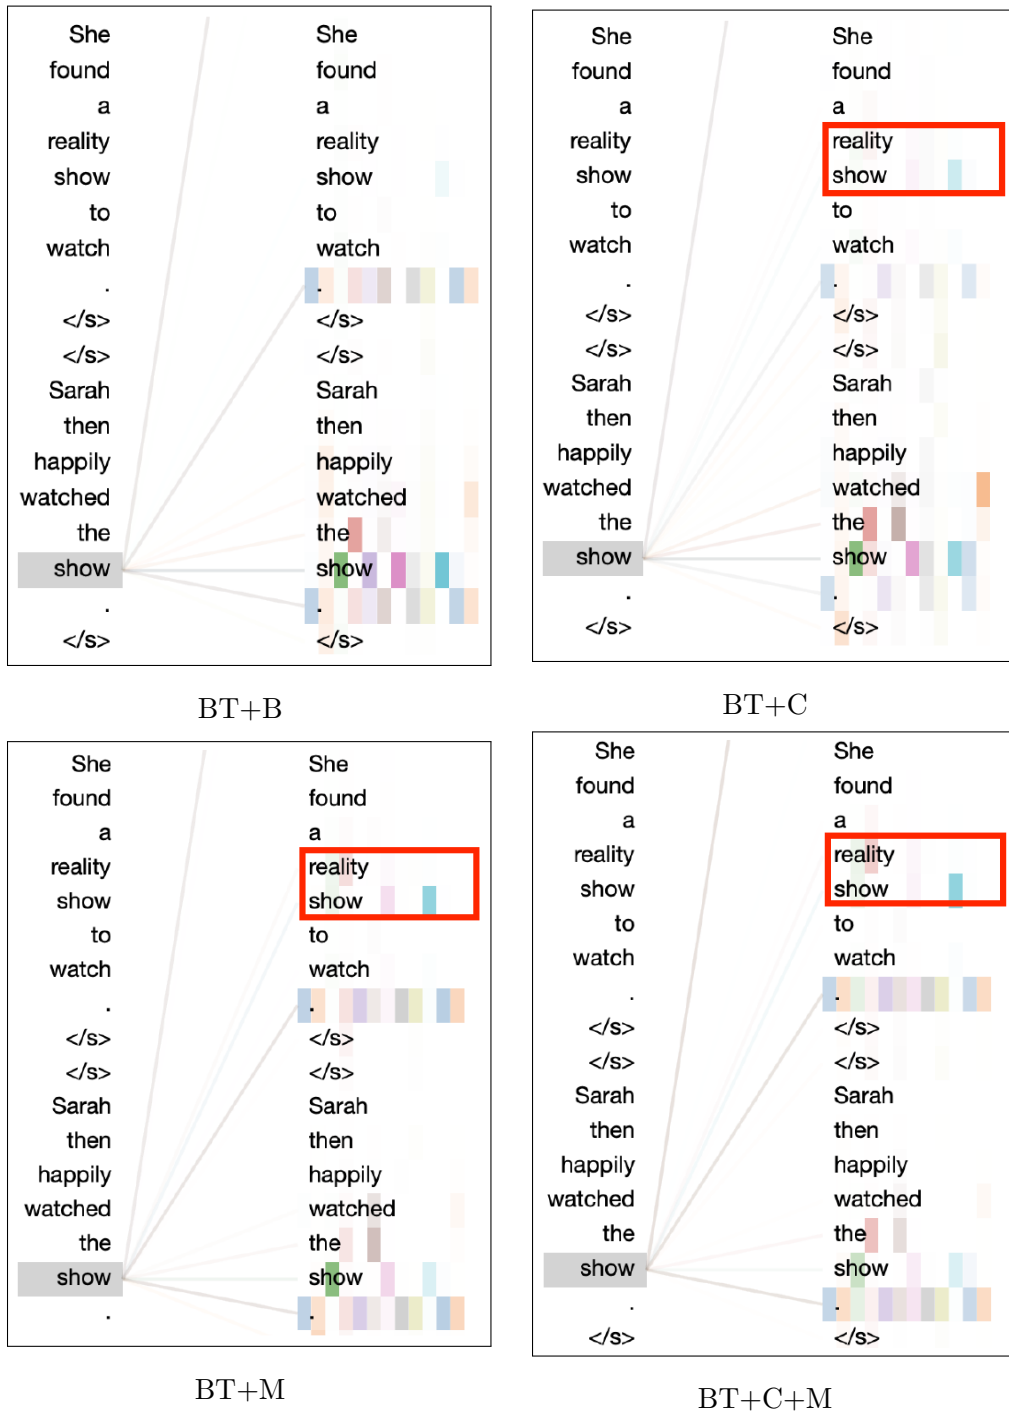 She She
found found
a a
reality reality
show show
to to
watch watch
. .
</s> </s>
</s> </s>
Sarah Sarah
then then
happily happily
watched watched
the the
show show
. .
</s> </s>
BT+B
She She
found found
a a
reality reality
show show
to to
watch watch
. .
</s> </s>
</s> </s>
Sarah Sarah
then then
happily happily
watched watched
the the
show show
. .
</s> </s>
BT+C
She She
found found
a a
reality reality
show show
to to
watch watch
. .
</s> </s>
</s> </s>
Sarah Sarah
then then
happily happily
watched watched
the the
show show
. .
BT+M
She She
found found
a a
reality reality
show show
to to
watch watch
. .
</s> </s>
</s> </s>
Sarah Sarah
then then
happily happily
watched watched
the the
show show
. .
</s> </s>
BT+C+M